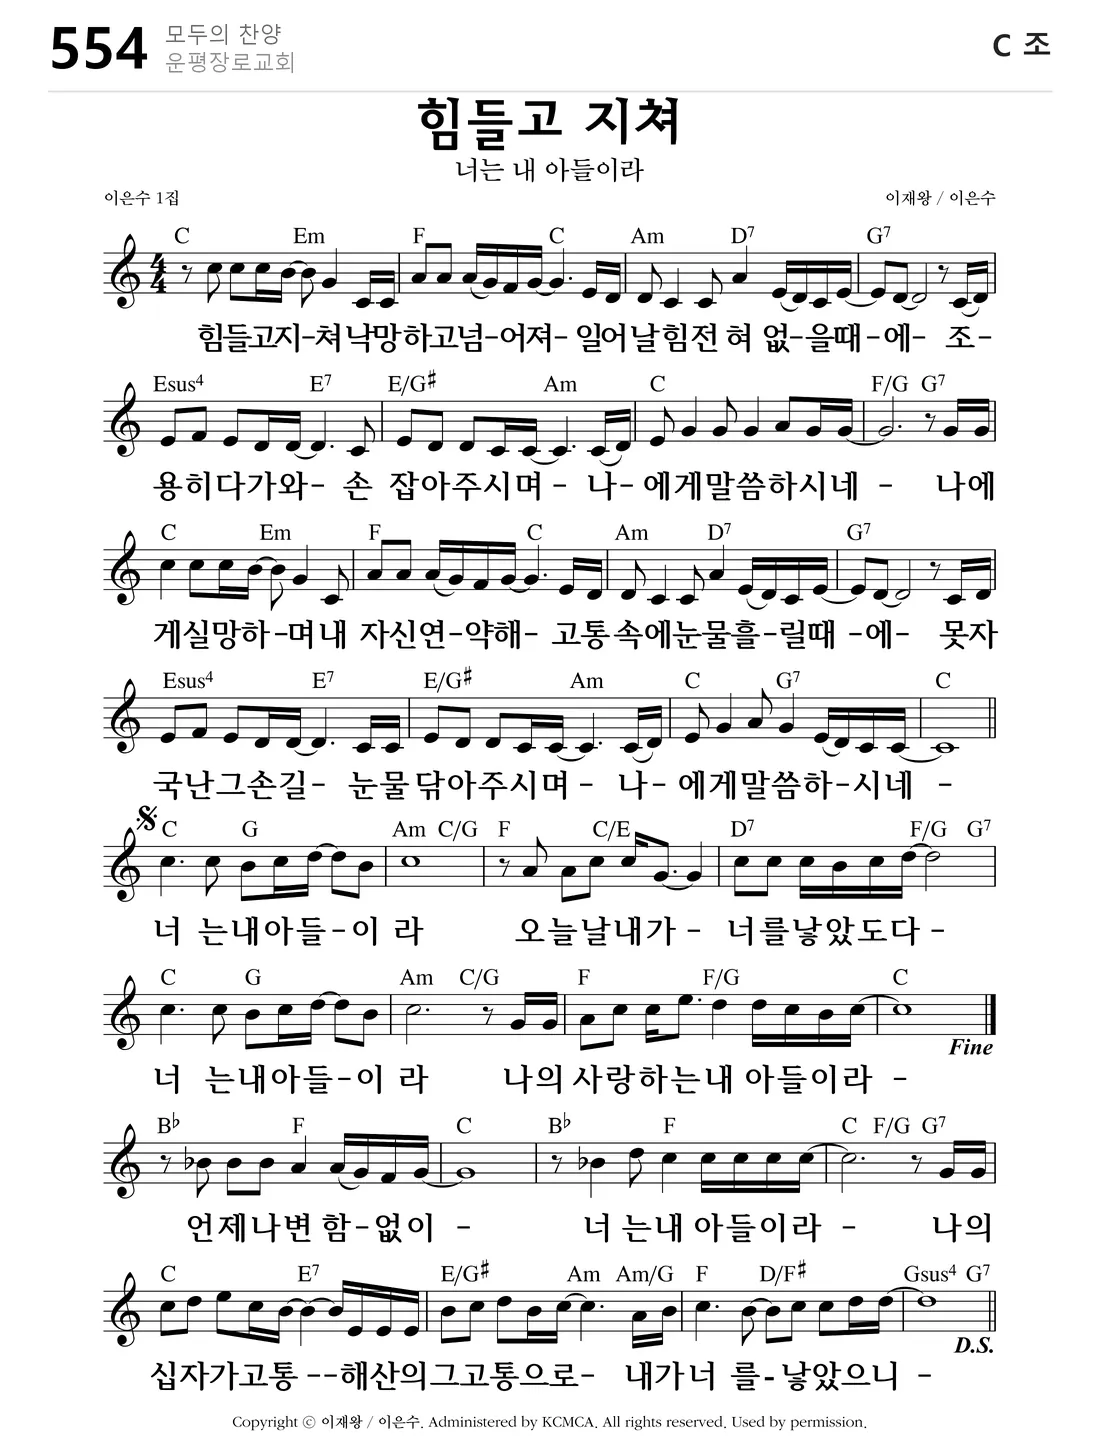 554 모두의 찬양
운평장로교회
C 조
힘들고 지쳐
너는 내 아들이라
이은수 1집 이재왕 / 이은수
C Em F C Am D7 G7
힘들고지-쳐 낙망하고넘-어져- 일어날힘전 혀 없-을때-에- 조-
Esus4 E7 E/G♯ Am C F/G G7
용히다가와- 손 잡아주시며- 나-에게말씀하시네 - 나에
C Em F C Am D7 G7
게실망하-며내 자신연-약해- 고통속에눈물흘-릴때 -에- 못자
Esus4 E7 E/G♯ Am C G7 C
국난그손길- 눈물닦아주시며- 나-에게말씀하-시네 -
C G Am C/G F C/E D7 F/G G7
너 는내아들-이 라 오늘날내가- 너를낳았도다-
C G Am C/G F F/G C
Fine
너 는내아들-이 라 나의사랑하는내 아들이라 -
B♭ F C B♭ F C F/G G7
언제나변 함-없이 - 너 는내 아들이라 - 나의
C E7 E/G♯ Am Am/G F D/F♯ Gsus4 G7
D.S.
십자가고통 --해산의그고통으로- 내가너 를-낳았으니 -
Copyright ⓒ 이재왕 / 이은수. Administered by KCMCA. All rights reserved. Used by permission.